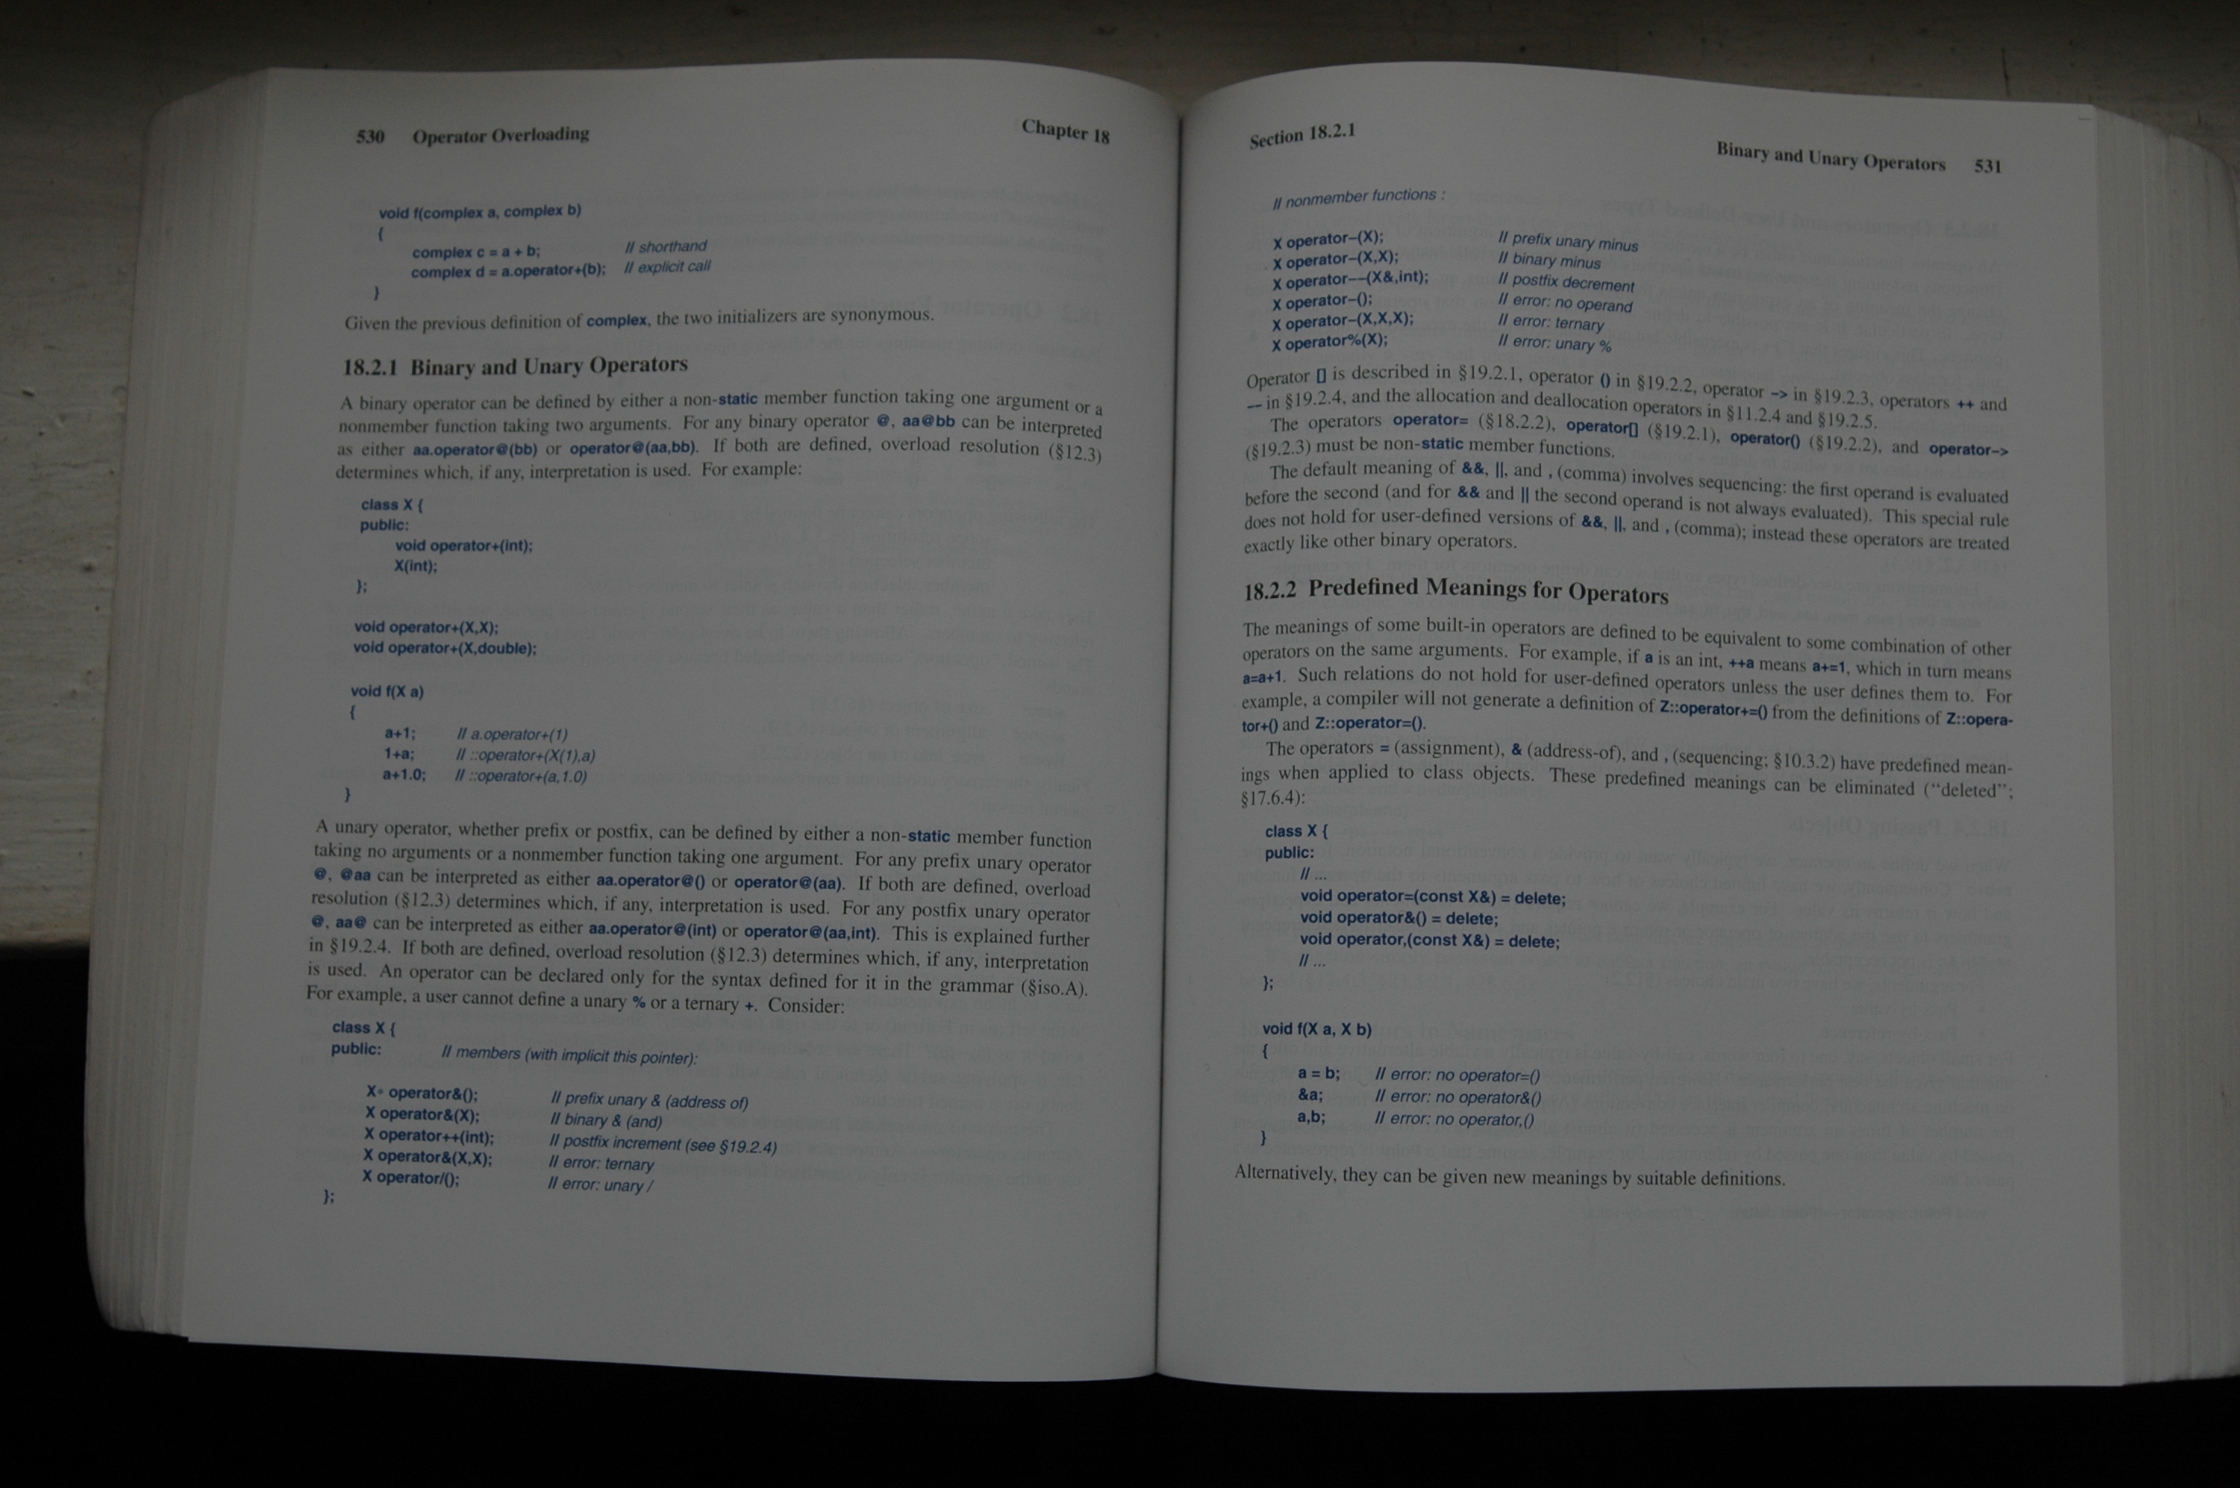 530 Operator Overloading Chapter 18
void f(complex a, complex b)
{
complex c = a + b; // shorthand
complex d = a.operator+(b); // explicit call
}
Given the previous definition of complex, the two initializers are synonymous.
18.2.1 Binary and Unary Operators
A binary operator can be defined by either a non-static member function taking one argument or a
nonmember function taking two arguments. For any binary operator @, aa@bb can be interpreted
as either aa.operator@(bb) or operator@(aa,bb). If both are defined, overload resolution (§12.3)
determines which, if any, interpretation is used. For example:
class X {
public:
void operator+(int);
X(int);
};
void operator+(X,X);
void operator+(X,double);
void f(X a)
{
a+1; // a.operator+(1)
1+a; // ::operator+(X(1),a)
a+1.0; // ::operator+(a,1.0)
}
A unary operator, whether prefix or postfix, can be defined by either a non-static member function
taking no arguments or a nonmember function taking one argument. For any prefix unary operator
@, @aa can be interpreted as either aa.operator@() or operator@(aa). If both are defined, overload
resolution (§12.3) determines which, if any, interpretation is used. For any postfix unary operator
@, aa@ can be interpreted as either aa.operator@(int) or operator@(aa,int). This is explained further
in §19.2.4. If both are defined, overload resolution (§12.3) determines which, if any, interpretation
is used. An operator can be declared only for the syntax defined for it in the grammar (§iso.A).
For example, a user cannot define a unary % or a ternary +. Consider:
class X {
public: // members (with implicit this pointer):
X* operator&(); // prefix unary & (address of)
X operator&(X); // binary & (and)
X operator++(int); // postfix increment (see §19.2.4)
X operator&(X,X); // error: ternary
X operator/(); // error: unary /
};
Section 18.2.1 Binary and Unary Operators 531
// nonmember functions :
X operator-(X); // prefix unary minus
X operator-(X,X); // binary minus
X operator--(X&,int); // postfix decrement
X operator-(); // error: no operand
X operator-(X,X,X); // error: ternary
X operator%(X); // error: unary %
Operator [] is described in §19.2.1, operator () in §19.2.2, operator -> in §19.2.3, operators ++ and
-- in §19.2.4, and the allocation and deallocation operators in §11.2.4 and §19.2.5.
The operators operator= (§18.2.2), operator[] (§19.2.1), operator() (§19.2.2), and operator->
(§19.2.3) must be non-static member functions.
The default meaning of &&, ||, and , (comma) involves sequencing: the first operand is evaluated
before the second (and for && and || the second operand is not always evaluated). This special rule
does not hold for user-defined versions of &&, ||, and , (comma); instead these operators are treated
exactly like other binary operators.
18.2.2 Predefined Meanings for Operators
The meanings of some built-in operators are defined to be equivalent to some combination of other
operators on the same arguments. For example, if a is an int, ++a means a+=1, which in turn means
a=a+1. Such relations do not hold for user-defined operators unless the user defines them to. For
example, a compiler will not generate a definition of Z::operator+=() from the definitions of Z::opera-
tor+() and Z::operator=().
The operators = (assignment), & (address-of), and , (sequencing; §10.3.2) have predefined mean-
ings when applied to class objects. These predefined meanings can be eliminated (“deleted”;
§17.6.4):
class X {
public:
// ...
void operator=(const X&) = delete;
void operator&() = delete;
void operator,(const X&) = delete;
// ...
};
void f(X a, X b)
{
a = b; // error: no operator=()
&a; // error: no operator&()
a,b; // error: no operator,()
}
Alternatively, they can be given new meanings by suitable definitions.